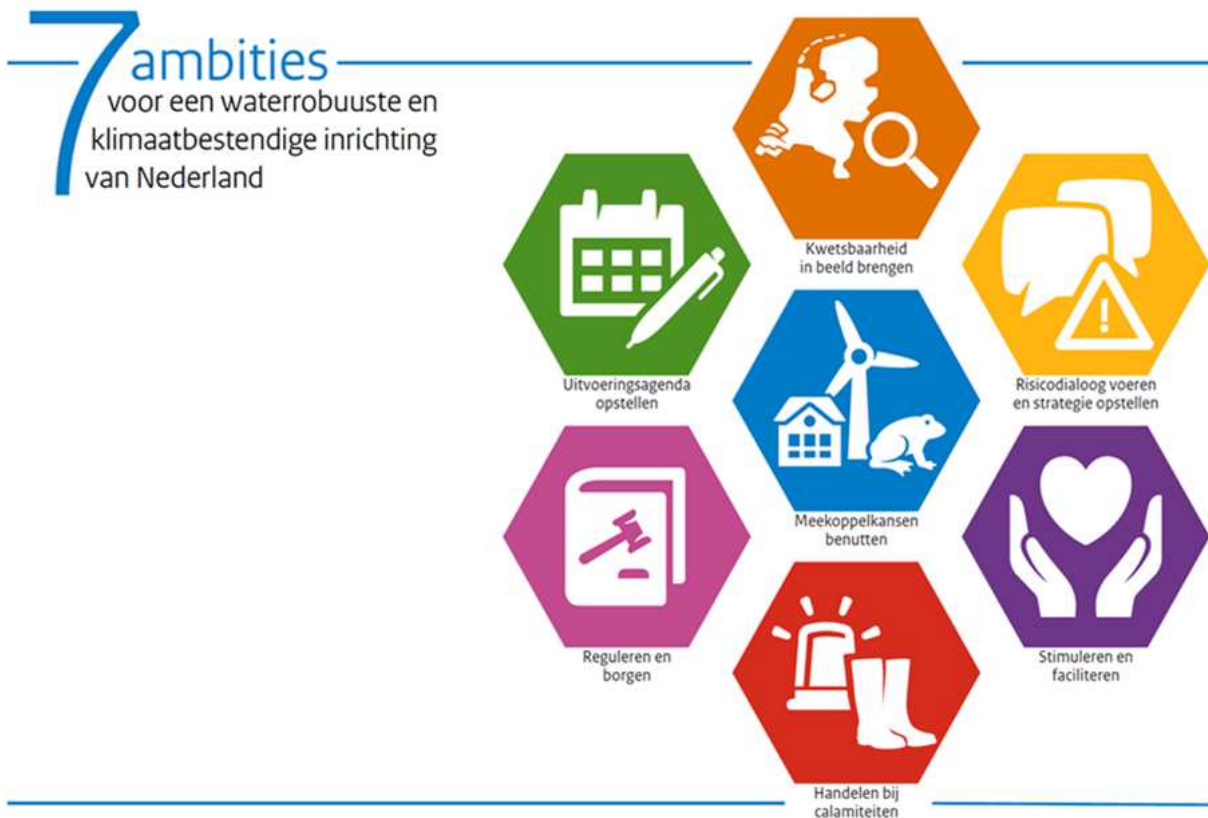 7 ambities
voor een waterrobuuste en
klimaatbestendige inrichting
van Nederland
Kwetsbaarheid
in beeld brengen
Uitvoeringsagenda
opstellen
Risicodialoog voeren
en strategie opstellen
Meekoppelkansen
benutten
Reguleren en
borgen
Stimuleren en
faciliteren
Handelen bij
calamiteiten